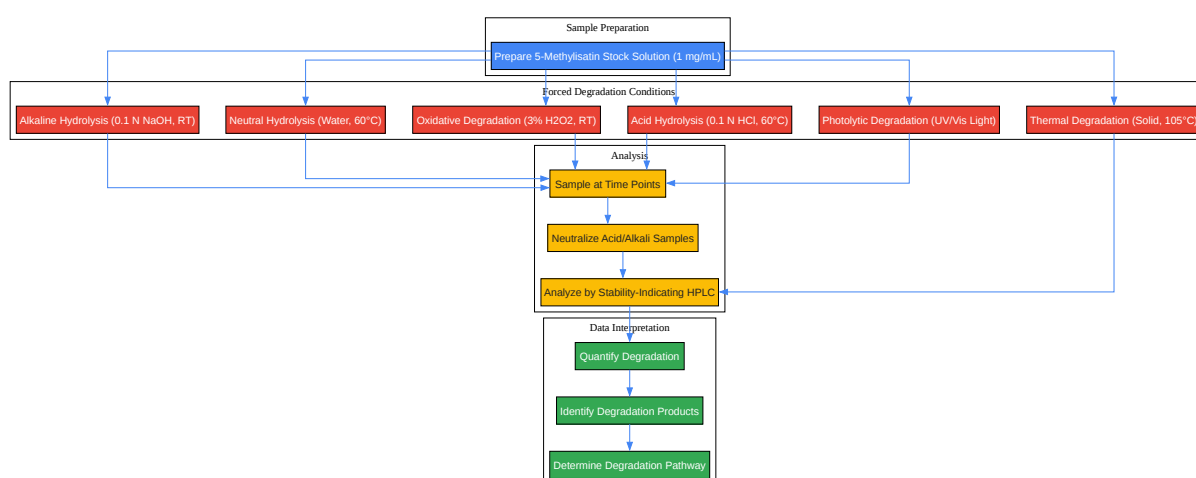 Sample Preparation
Prepare 5-Methylisatin Stock Solution (1 mg/mL)
Forced Degradation Conditions
Alkaline Hydrolysis (0.1 N NaOH, RT)
Neutral Hydrolysis (Water, 60°C)
Oxidative Degradation (3% H2O2, RT)
Acid Hydrolysis (0.1 N HCl, 60°C)
Photolytic Degradation (UV/Vis Light)
Thermal Degradation (Solid, 105°C)
Analysis
Sample at Time Points
Neutralize Acid/Alkali Samples
Analyze by Stability-Indicating HPLC
Data Interpretation
Quantify Degradation
Identify Degradation Products
Determine Degradation Pathway